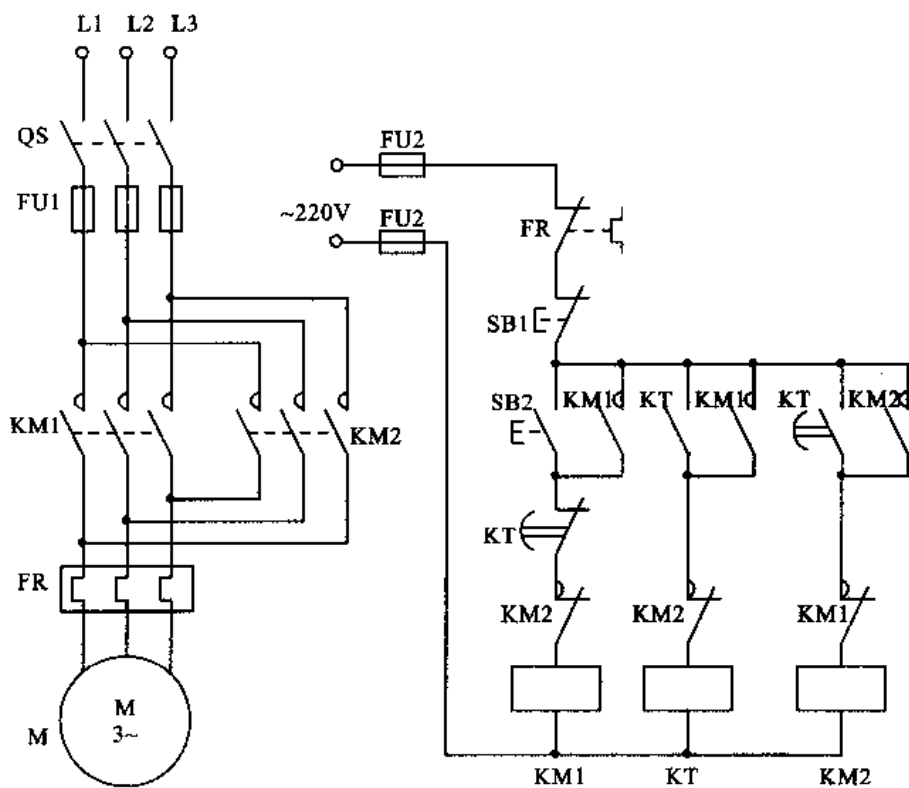 L1 L2 L3
QS
FU2
FU1
~220V
FU2
FR
SB1
SB2 KM1 KT KM1 KT KM2
KM1 KM2
KT
FR
KM2 KM2 KM1
M
3~
M
KM1 KT KM2